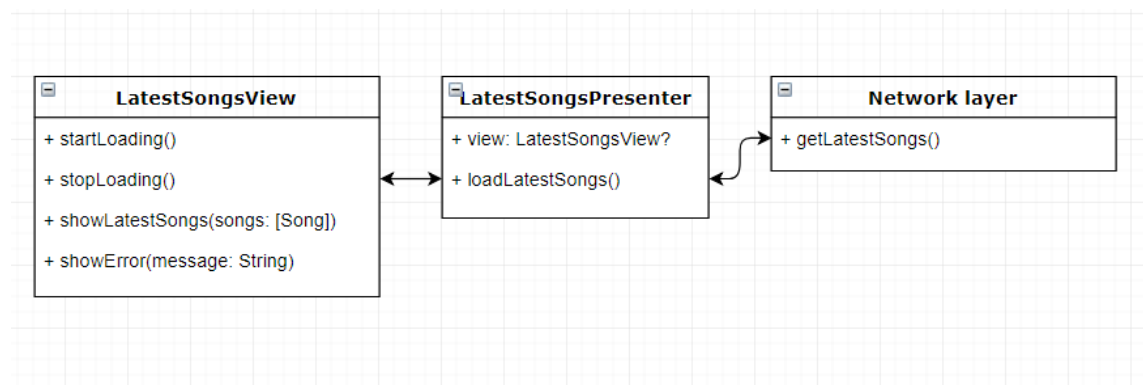 LatestSongsView
+ startLoading()
+ stopLoading()
+ showLatestSongs(songs: [Song])
+ showError(message: String)
LatestSongsPresenter
+ view: LatestSongsView?
+ loadLatestSongs()
Network layer
+ getLatestSongs()